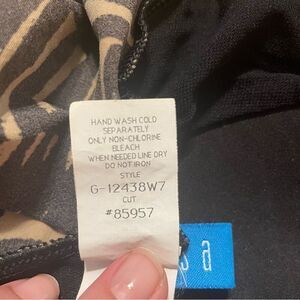 HAND WASH COLD
SEPARATELY
ONLY NON-CHLORINE
BLEACH
WHEN NEEDED LINE DRY
DO NOT IRON
STYLE
G-12438W7
CUT
#85957